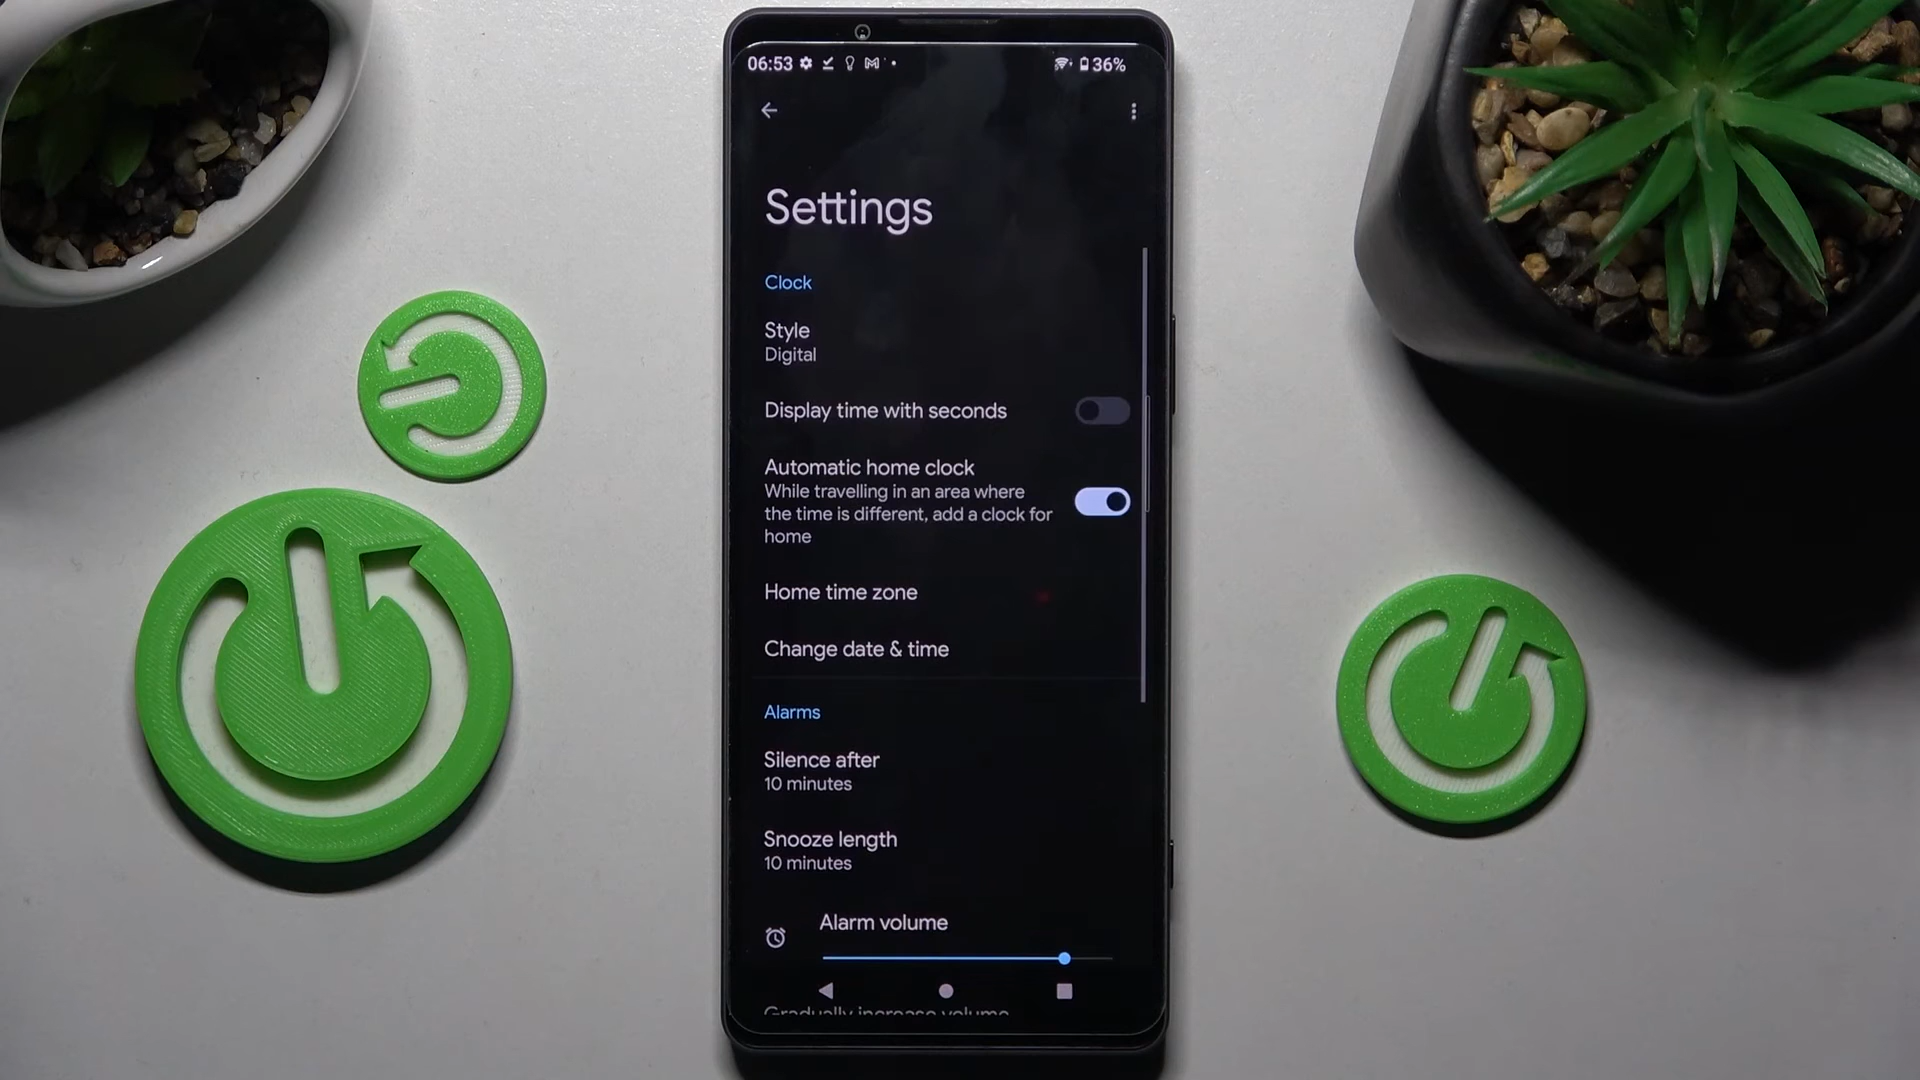 06:53
36%
Settings
Clock
Style
Digital
Display time with seconds
Automatic home clock
While travelling in an area where
the time is different, add a clock for
home
Home time zone
Change date & time
Alarms
Silence after
10 minutes
Snooze length
10 minutes
Alarm volume
Gradually increase volume